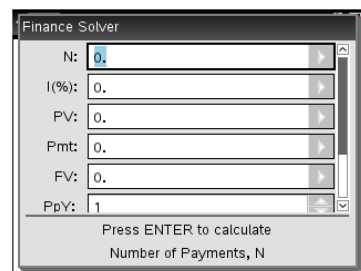 Finance Solver
N: 0.
I(%): 0.
PV: 0.
Pmt: 0.
FV: 0.
PpY: 1
Press ENTER to calculate
Number of Payments, N